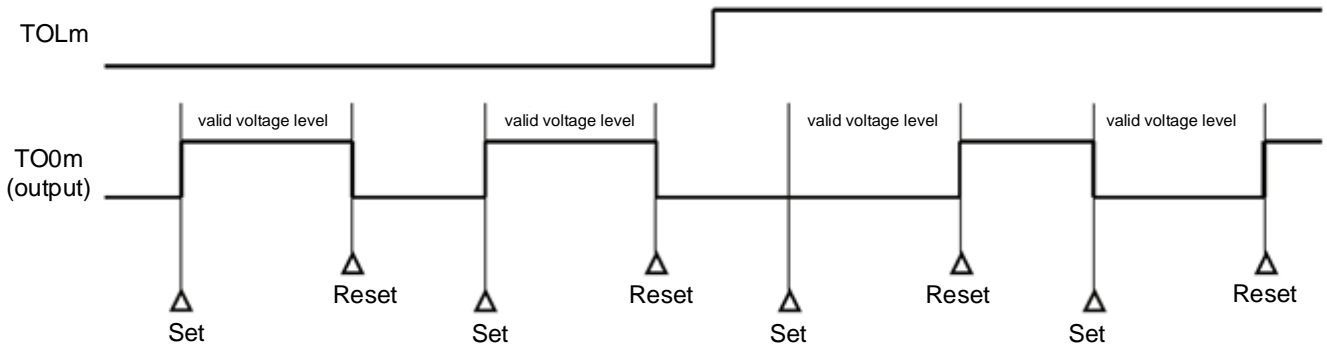 TOLm
valid voltage level
valid voltage level
valid voltage level
valid voltage level
TO0m
(output)
Reset
Reset
Reset
Reset
Set
Set
Set
Set